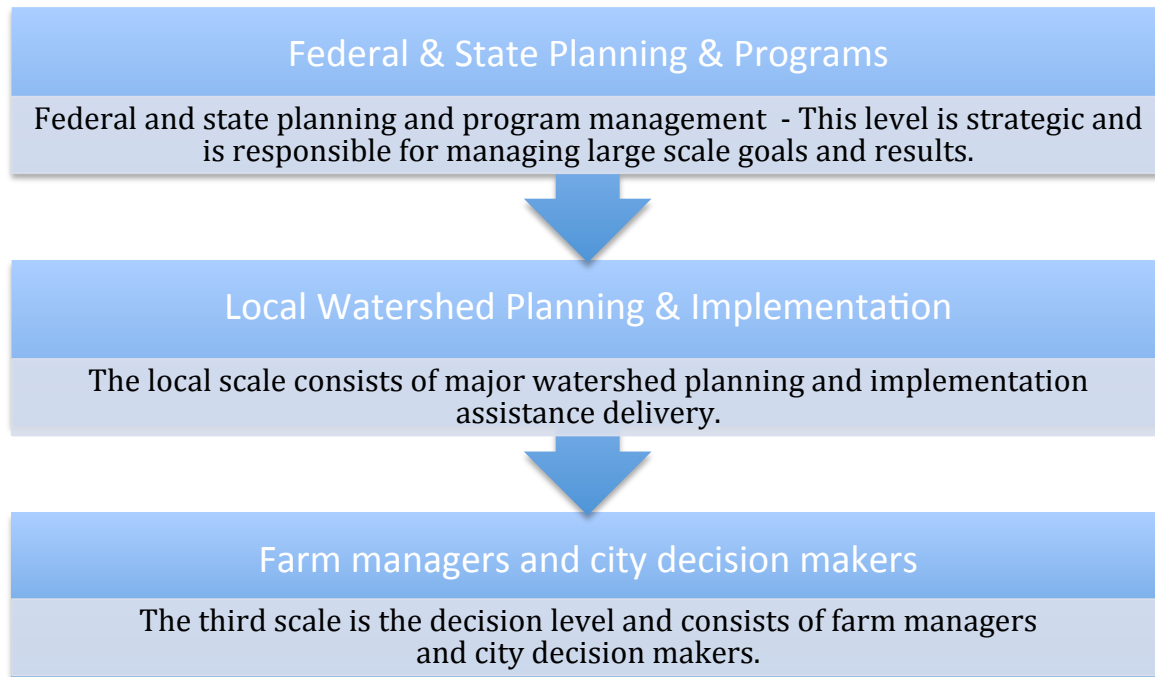 Federal & State Planning & Programs
Federal and state planning and program management  - This level is strategic and
is responsible for managing large scale goals and results.
Local Watershed Planning & Implementation
The local scale consists of major watershed planning and implementation
assistance delivery.
Farm managers and city decision makers
The third scale is the decision level and consists of farm managers
and city decision makers.